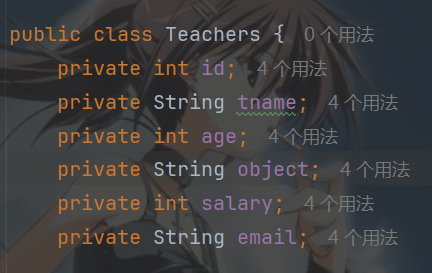 public class Teachers { 0 个用法
private int id; 4 个用法
private String tname; 4 个用法
private int age; 4 个用法
private String object; 4 个用法
private int salary; 4 个用法
private String email; 4 个用法